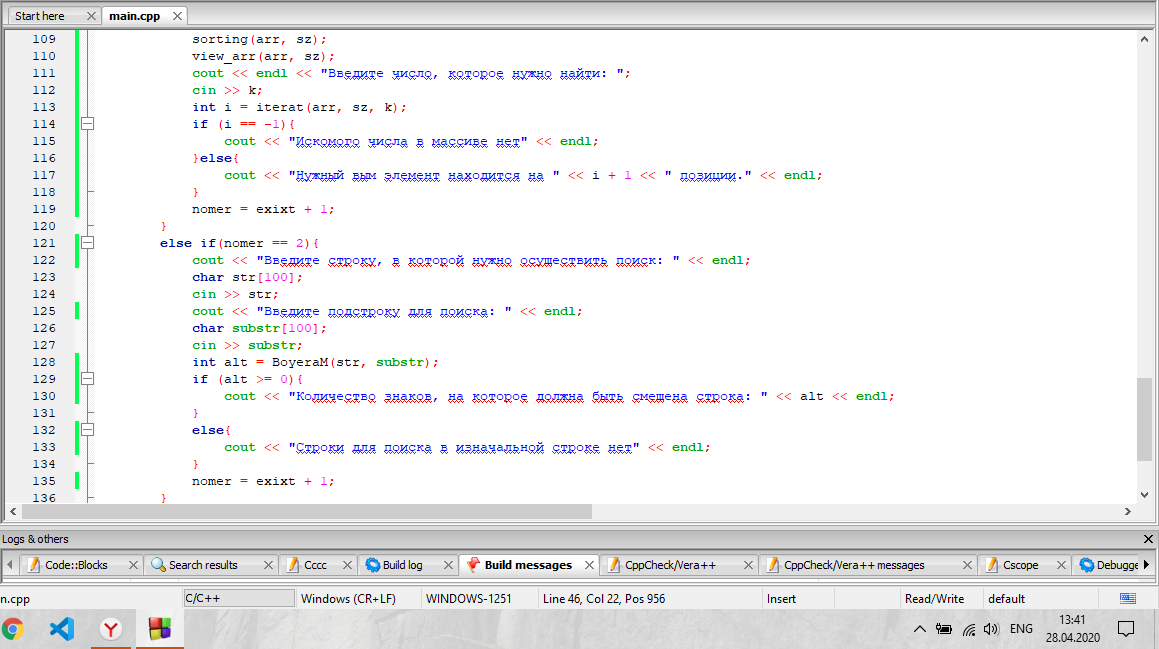 Start here
main.cpp
109 sorting(arr, sz);
110 view_arr(arr, sz);
111 cout << endl << "Введите число, которое нужно найти: ";
112 cin >> k;
113 int i = iterat(arr, sz, k);
114 if (i == -1){
115 cout << "Искомого числа в массиве нет" << endl;
116 }else{
117 cout << "Нужный вым элемент находится на " << i + 1 << " позиции." << endl;
118 }
119 nomer = exixt + 1;
120 }
121 else if(nomer == 2){
122 cout << "Введите строку, в которой нужно осуществить поиск: " << endl;
123 char str[100];
124 cin >> str;
125 cout << "Введите подстроку для поиска: " << endl;
126 char substr[100];
127 cin >> substr;
128 int alt = BoyeraM(str, substr);
129 if (alt >= 0){
130 cout << "Количество знаков, на которое должна быть смещена строка: " << alt << endl;
131 }
132 else{
133 cout << "Строки для поиска в изначальной строке нет" << endl;
134 }
135 nomer = exixt + 1;
136 }
Logs & others
Code::Blocks Search results Cccc Build log Build messages CppCheck/Vera++ CppCheck/Vera++ messages Cscope Debugge
n.cpp C/C++ Windows (CR+LF) WINDOWS-1251 Line 46, Col 22, Pos 956 Insert Read/Write default
ENG 13:41
28.04.2020